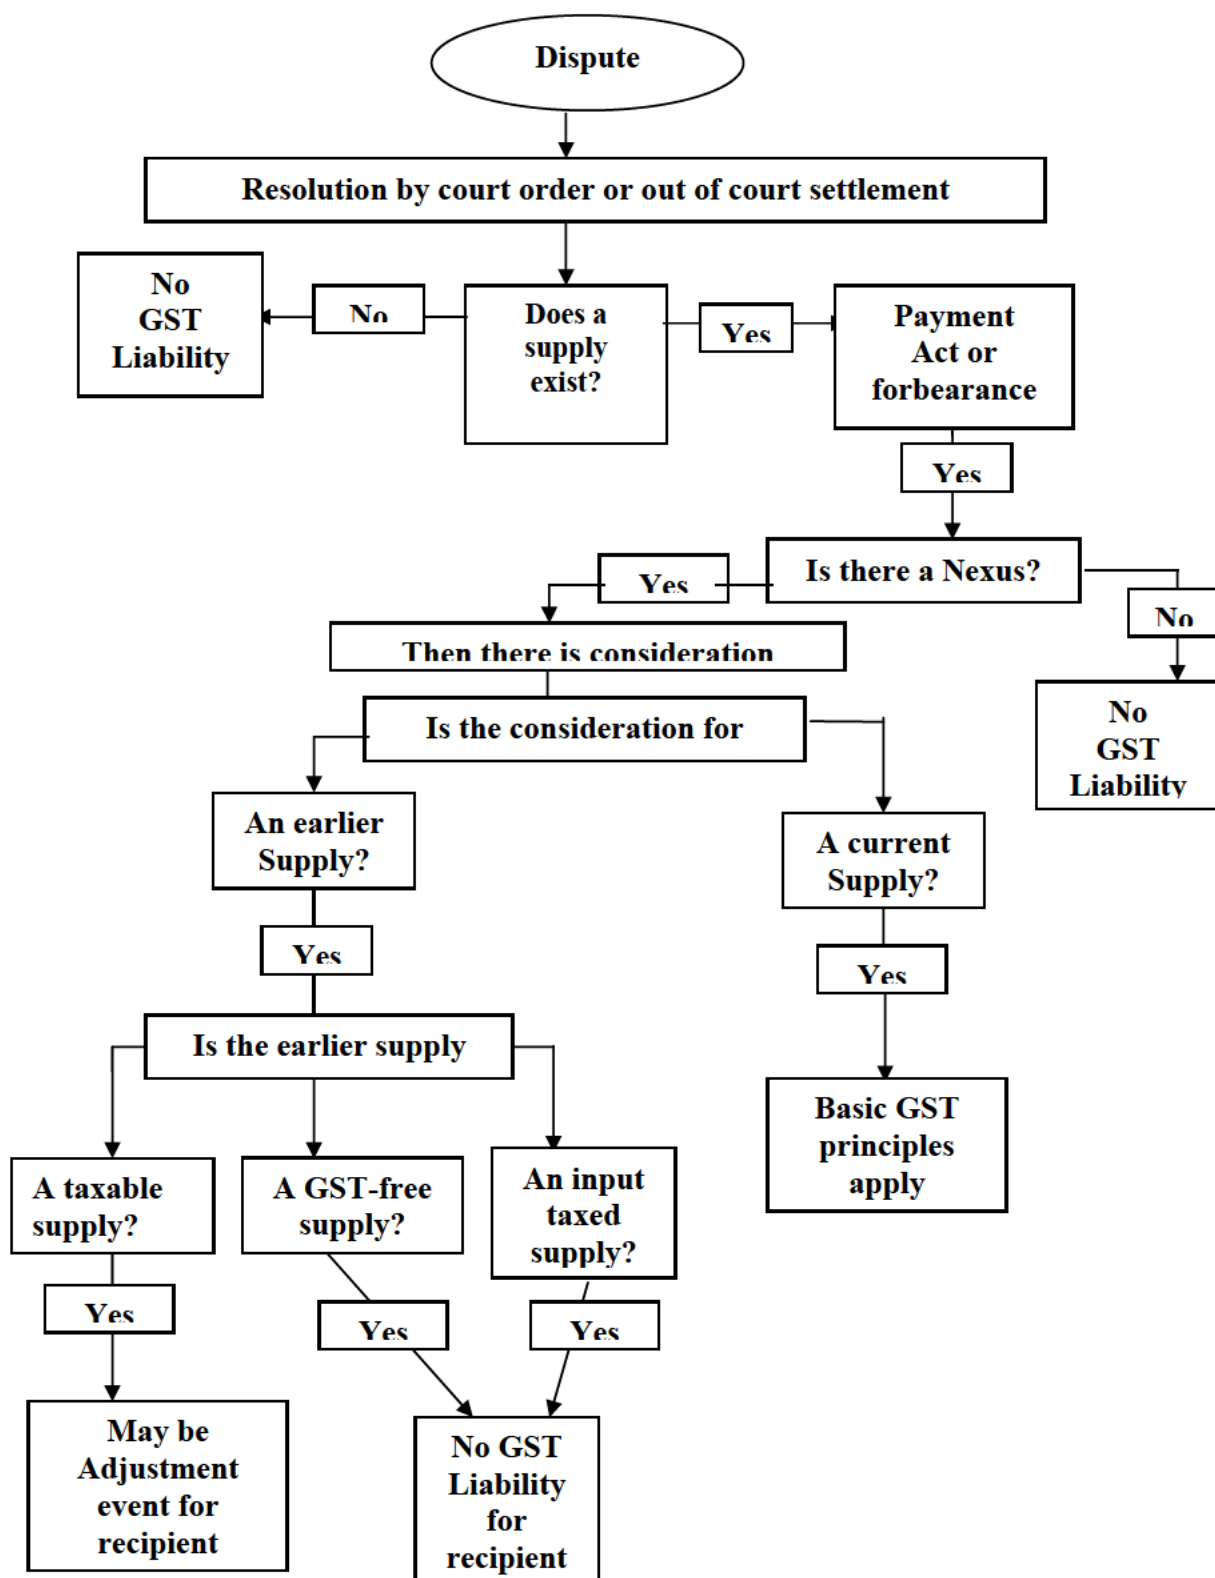 Dispute
Resolution by court order or out of court settlement
No
GST
Liability
No
Does a
supply
exist?
Yes
Payment
Act or
forbearance
Yes
Is there a Nexus?
Yes
No
Then there is consideration
No
GST
Liability
Is the consideration for
An earlier
Supply?
A current
Supply?
Yes
Yes
Is the earlier supply
Basic GST
principles
apply
A taxable
supply?
A GST-free
supply?
An input
taxed
supply?
Yes
Yes
Yes
May be
Adjustment
event for
recipient
No GST
Liability
for
recipient